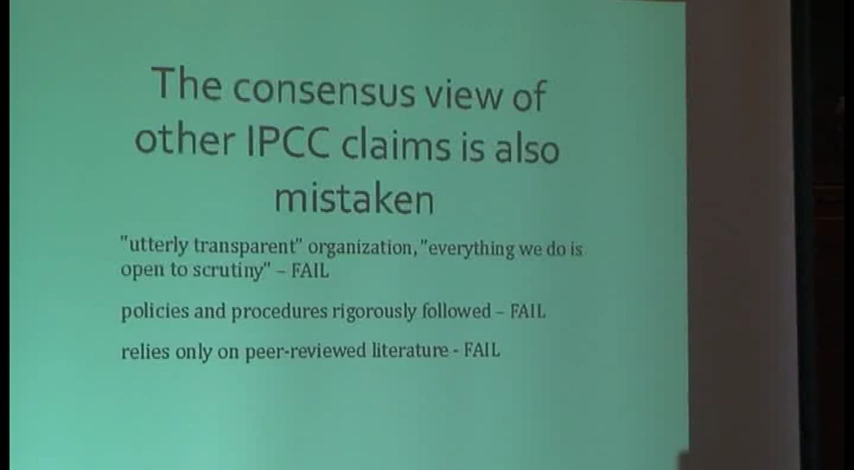 The consensus view of
other IPCC claims is also
mistaken
"utterly transparent" organization, "everything we do is
open to scrutiny" – FAIL
policies and procedures rigorously followed – FAIL
relies only on peer-reviewed literature - FAIL